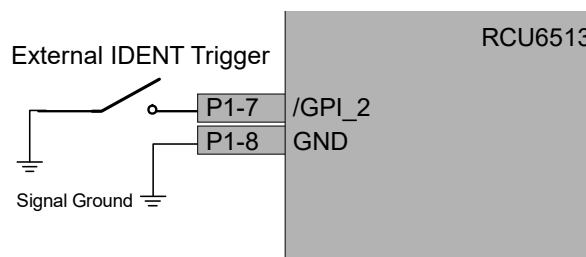 RCU6513
External IDENT Trigger
P1-7 /GPI_2
P1-8 GND
Signal Ground